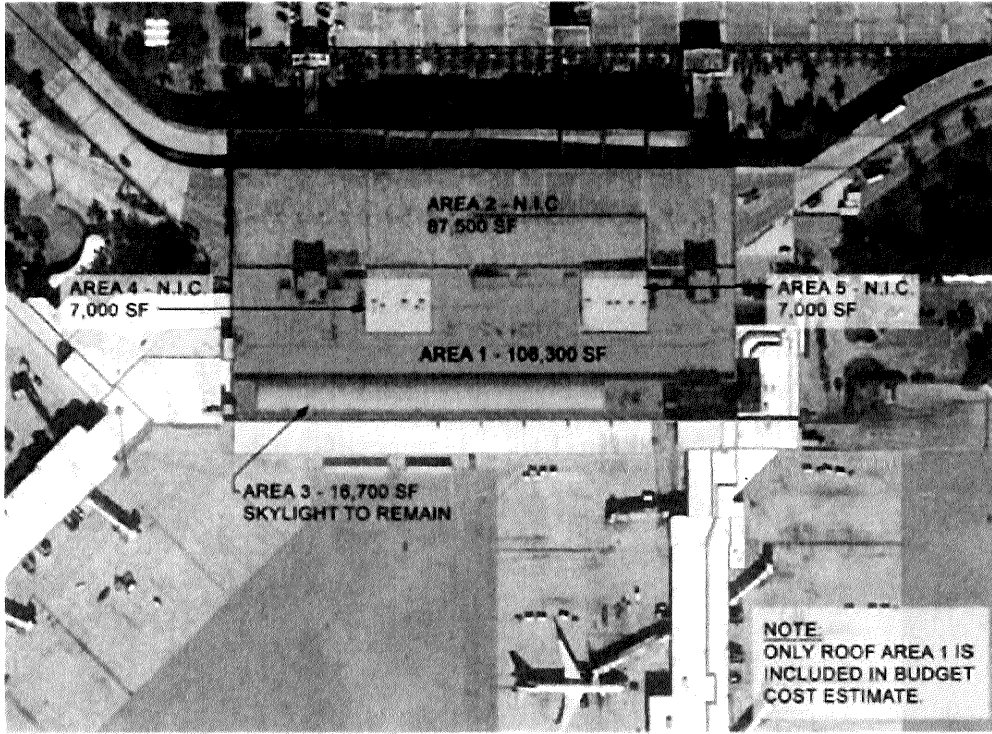 AREA 2 - N.I.C
87,500 SF
AREA 4 - N.I.C.
7,000 SF
AREA 5 - N.I.C.
7,000 SF
AREA 1 - 106,300 SF
AREA 3 - 16,700 SF
SKYLIGHT TO REMAIN
NOTE:
ONLY ROOF AREA 1 IS
INCLUDED IN BUDGET
COST ESTIMATE.